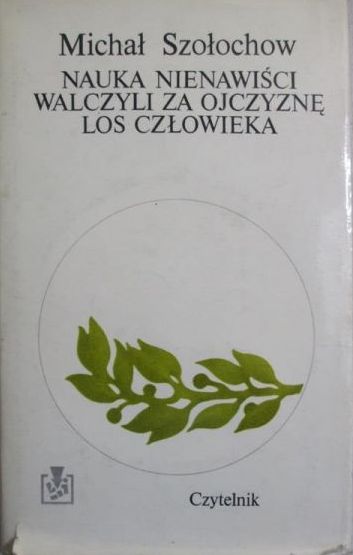 Michał Szołochow
NAUKA NIENAWIŚCI
WALCZYLI ZA OJCZYZNĘ
LOS CZŁOWIEKA
Czytelnik